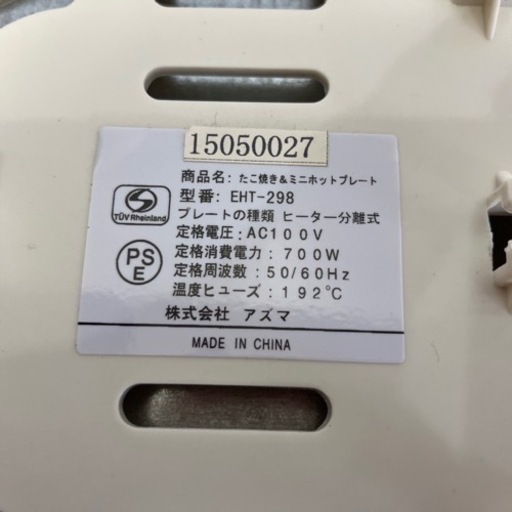 15050027
商品名: たこ焼き&ミニホットプレート
型番: EHT-298
プレートの種類 ヒーター分離式
定格電圧: AC100V
定格消費電力: 700W
定格周波数: 50/60Hz
温度ヒューズ: 192℃
株式会社 アズマ
MADE IN CHINA
TÜV Rheinland
PS
E